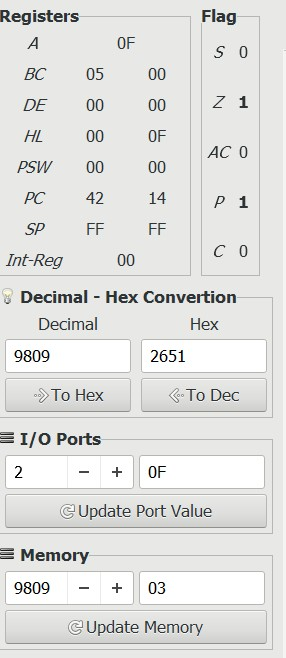 Registers Flag
A 0F
S 0
BC 05 00
DE 00 00
Z 1
HL 00 0F
AC 0
PSW 00 00
PC 42 14
P 1
SP FF FF
C 0
Int-Reg 00
Decimal - Hex Convertion
Decimal Hex
9809 2651
To Hex To Dec
I/O Ports
2 − + 0F
Update Port Value
Memory
9809 − + 03
Update Memory